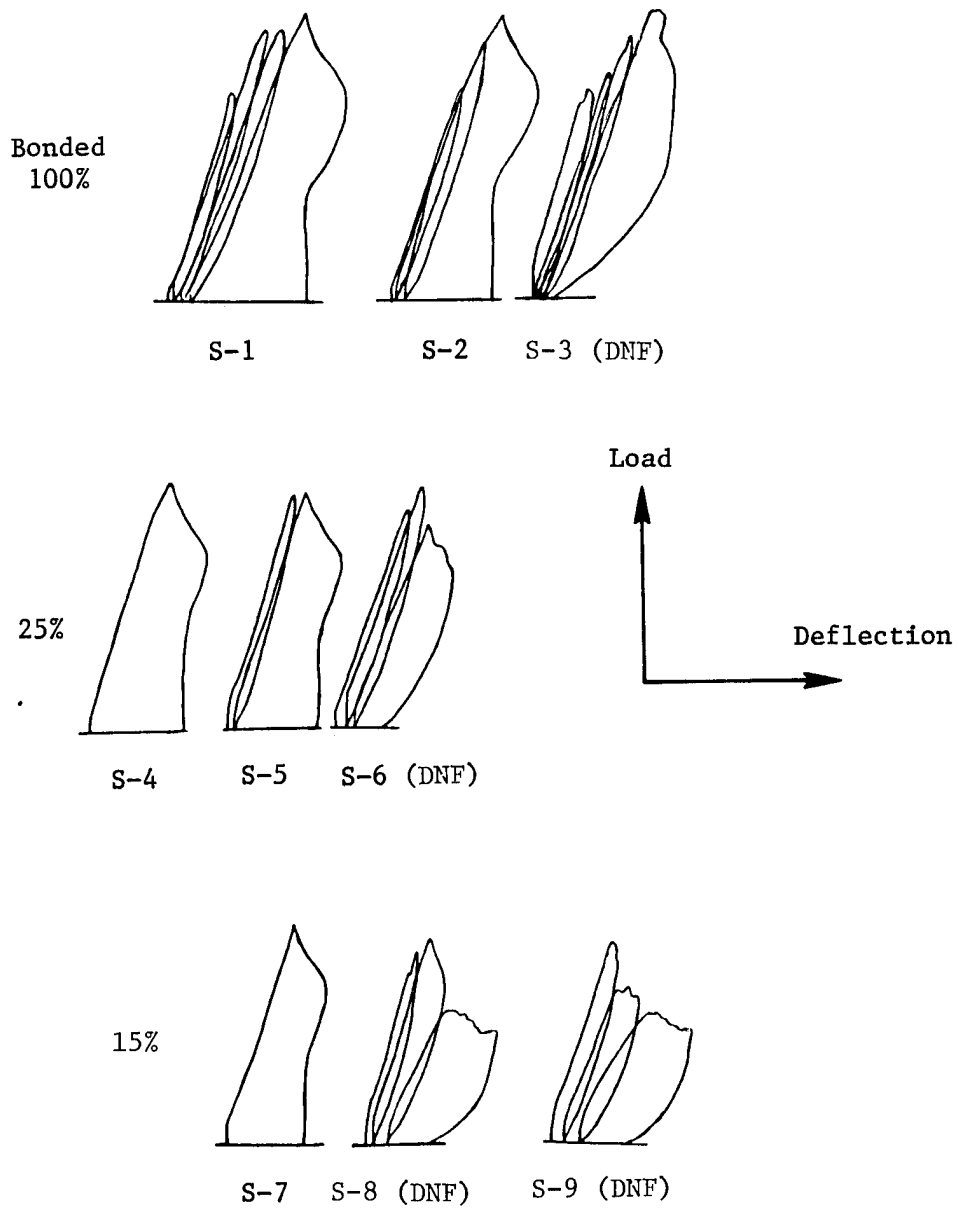 Bonded
100%
S-1
S-2
S-3 (DNF)
Load
Deflection
25%
S-4
S-5
S-6 (DNF)
15%
S-7
S-8 (DNF)
S-9 (DNF)